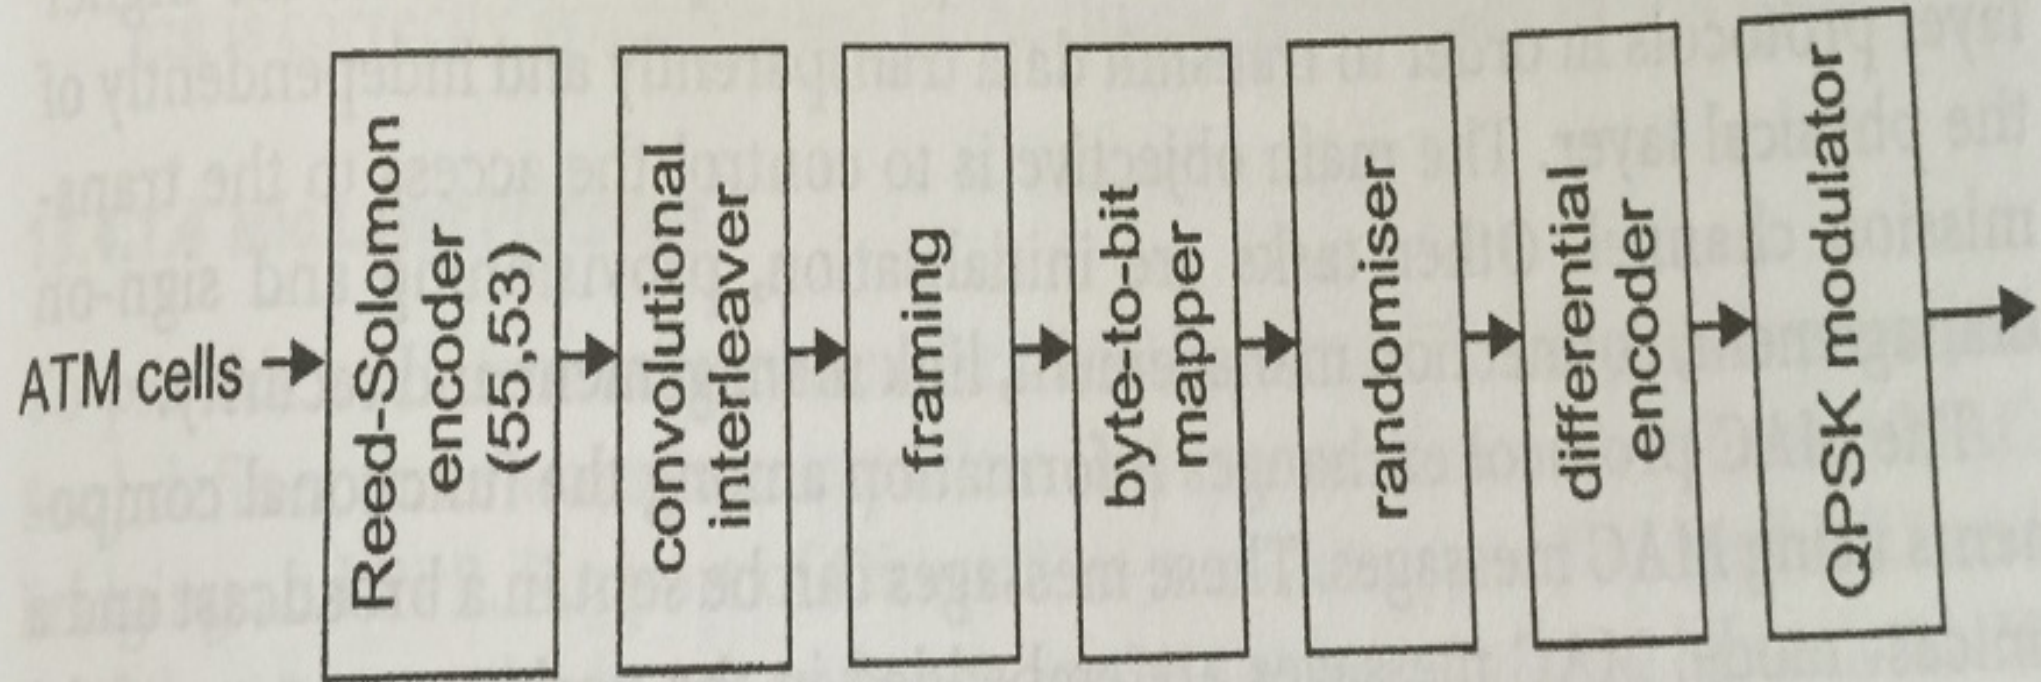 ATM cells
Reed-Solomon
encoder
(55,53)
convolutional
interleaver
framing
byte-to-bit
mapper
randomiser
differential
encoder
QPSK modulator